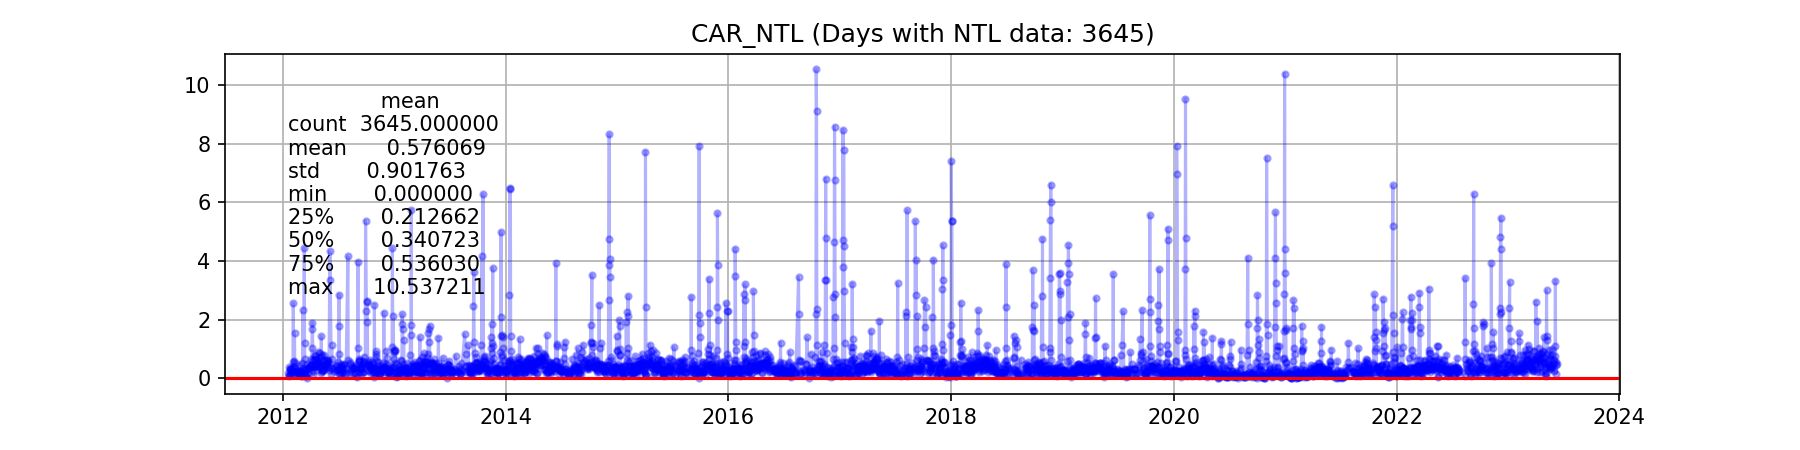 CAR_NTL (Days with NTL data: 3645)
10
8
6
4
2
0
mean
count 3645.000000
mean 0.576069
std 0.901763
min 0.000000
25% 0.212662
50% 0.340723
75% 0.536030
max 10.537211
2012 2014 2016 2018 2020 2022 2024